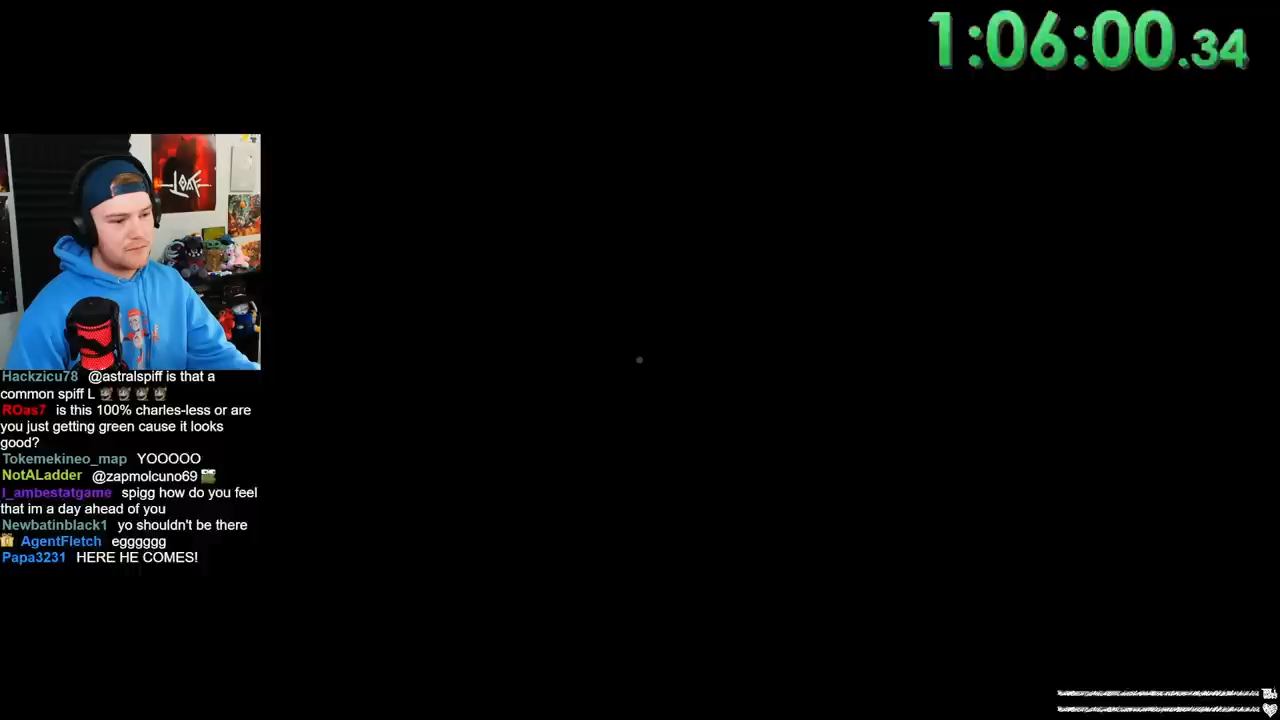 1:06:00.34
LOAF
Hackzicu78 @astralspiff is that a
common spiff L
ROas7 is this 100% charles-less or are
you just getting green cause it looks
good?
Tokemekineo_map YOOOOO
NotALadder @zapmolcuno69
I_ambestatgame spigg how do you feel
that im a day ahead of you
Newbatinblack1 yo shouldn't be there
AgentFletch egggggg
Papa3231 HERE HE COMES!